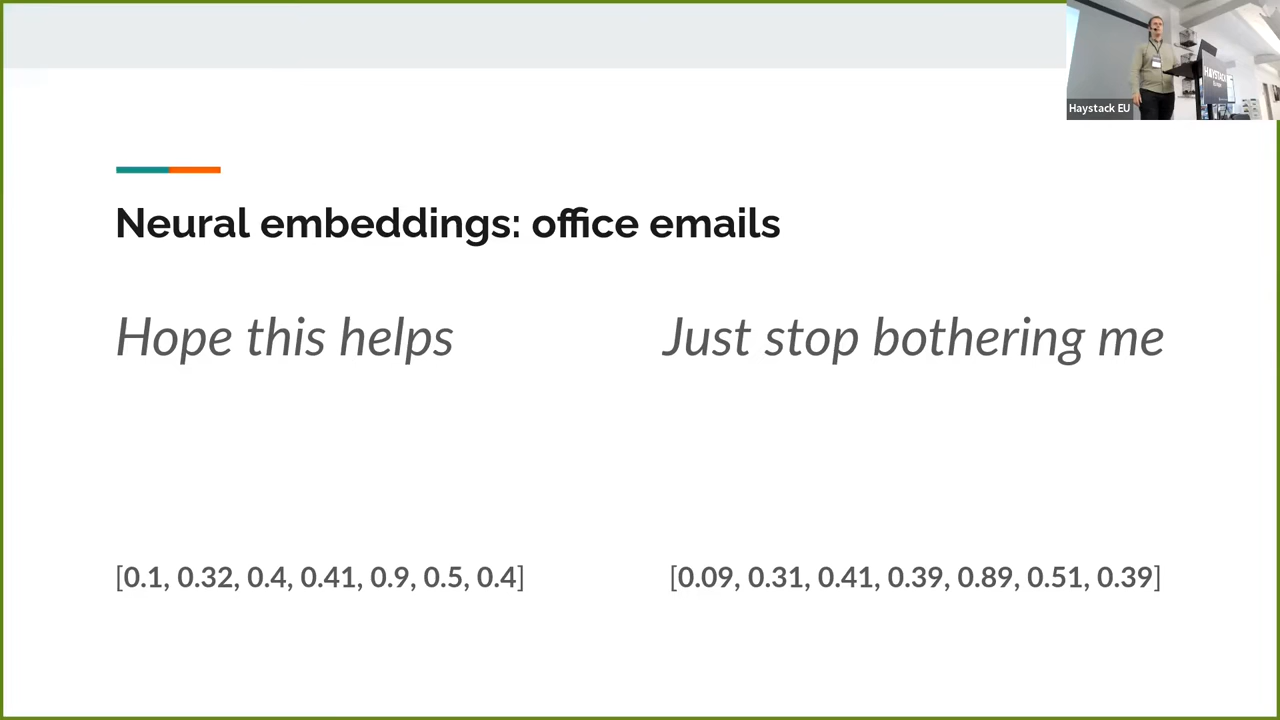 Haystack EU
HAYSTACK
Neural embeddings: office emails
Hope this helps
Just stop bothering me
[0.1, 0.32, 0.4, 0.41, 0.9, 0.5, 0.4]
[0.09, 0.31, 0.41, 0.39, 0.89, 0.51, 0.39]